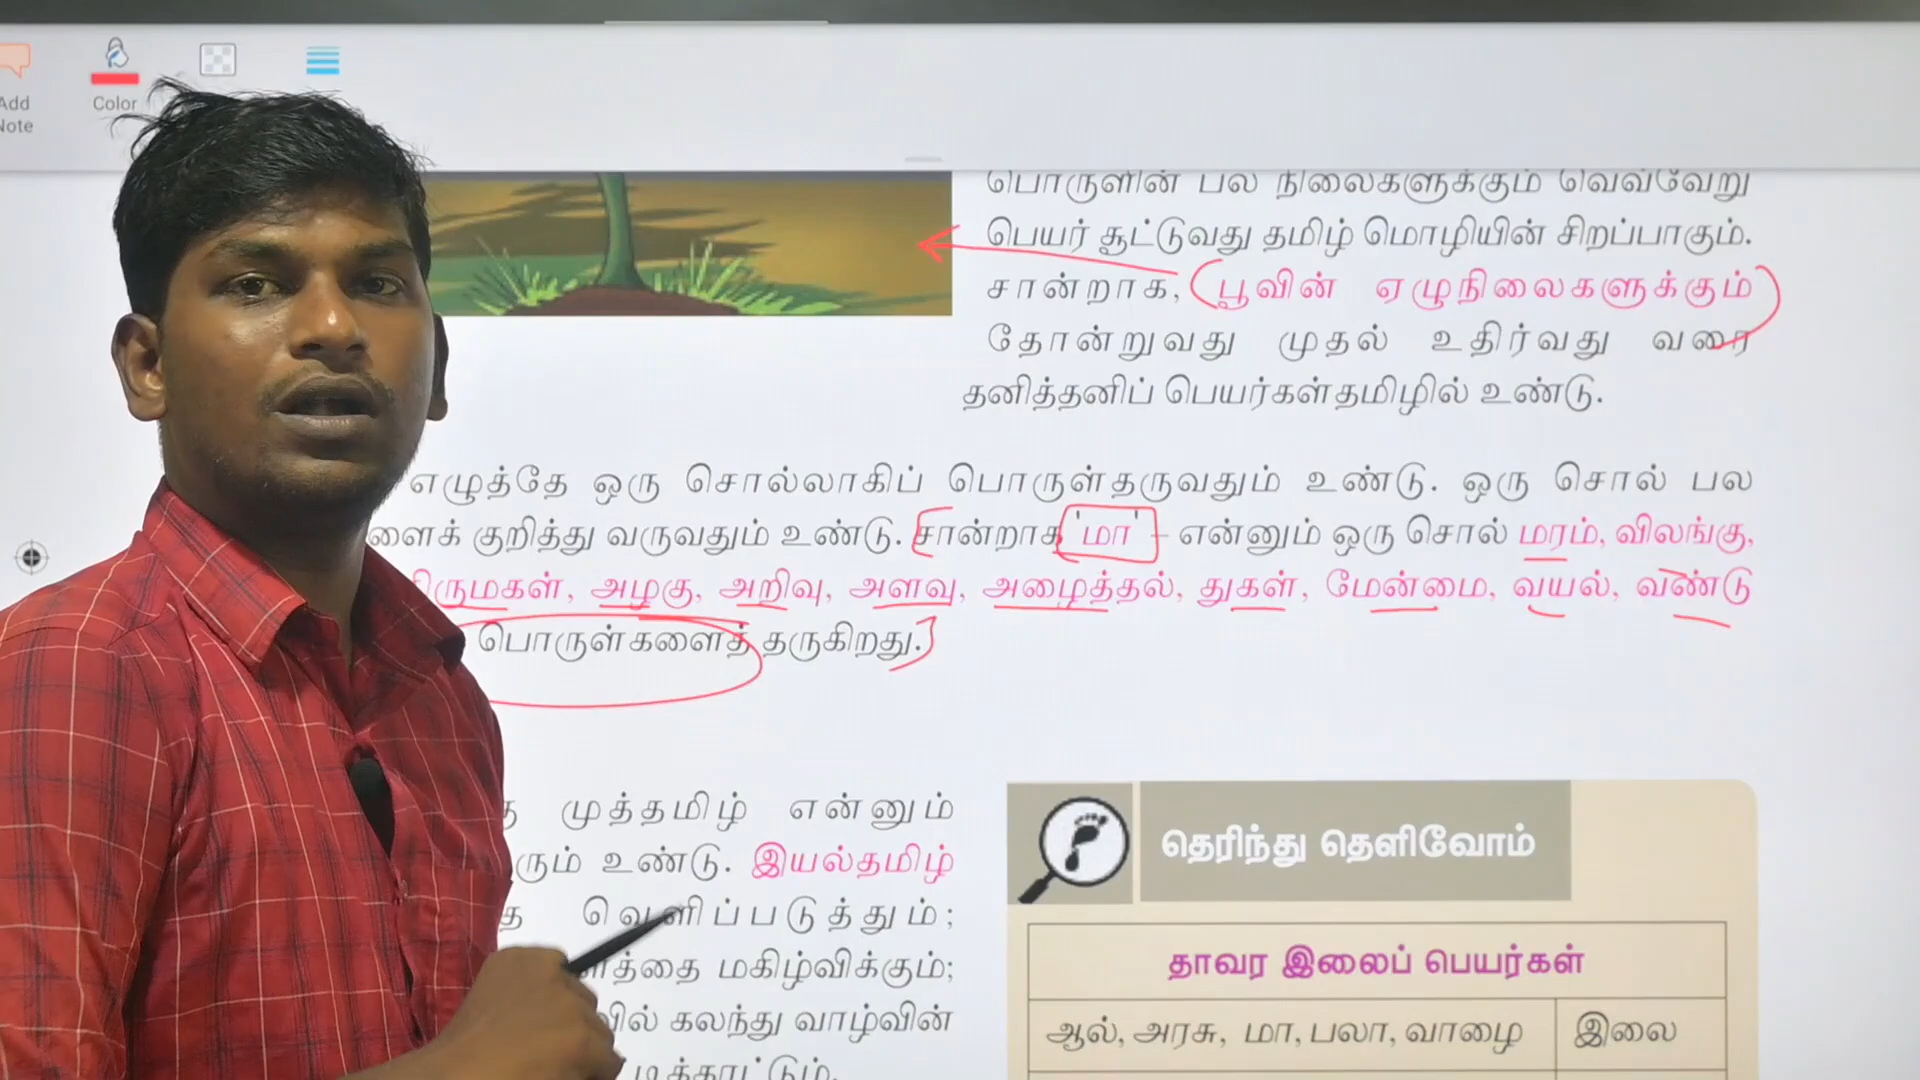 Add
Note
Color
பொருளின் பல நிலைகளுக்கும் வெவ்வேறு
பெயர் சூட்டுவது தமிழ் மொழியின் சிறப்பாகும்.
சான்றாக, பூவின் ஏழுநிலைகளுக்கும்
தோன்றுவது முதல் உதிர்வது வரை
தனித்தனிப் பெயர்கள்தமிழில் உண்டு.
எழுத்தே ஒரு சொல்லாகிப் பொருள்தருவதும் உண்டு. ஒரு சொல் பல
குறித்து வருவதும் உண்டு. சான்றாக 'மா' - என்னும் ஒரு சொல் மரம், விலங்கு,
அழகு, அறிவு, அளவு, அழைத்தல், துகள், மேன்மை, வயல், வண்டு
பொருள்களைத் தருகிறது.
முத்தமிழ் என்னும்
உண்டு. இயல்தமிழ்
வெளிப்படுத்தும்;
மகிழ்விக்கும்;
கலந்து வாழ்வின்
தெரிந்து தெளிவோம்
தாவர இலைப் பெயர்கள்
ஆல், அரசு, மா, பலா, வாழை இலை